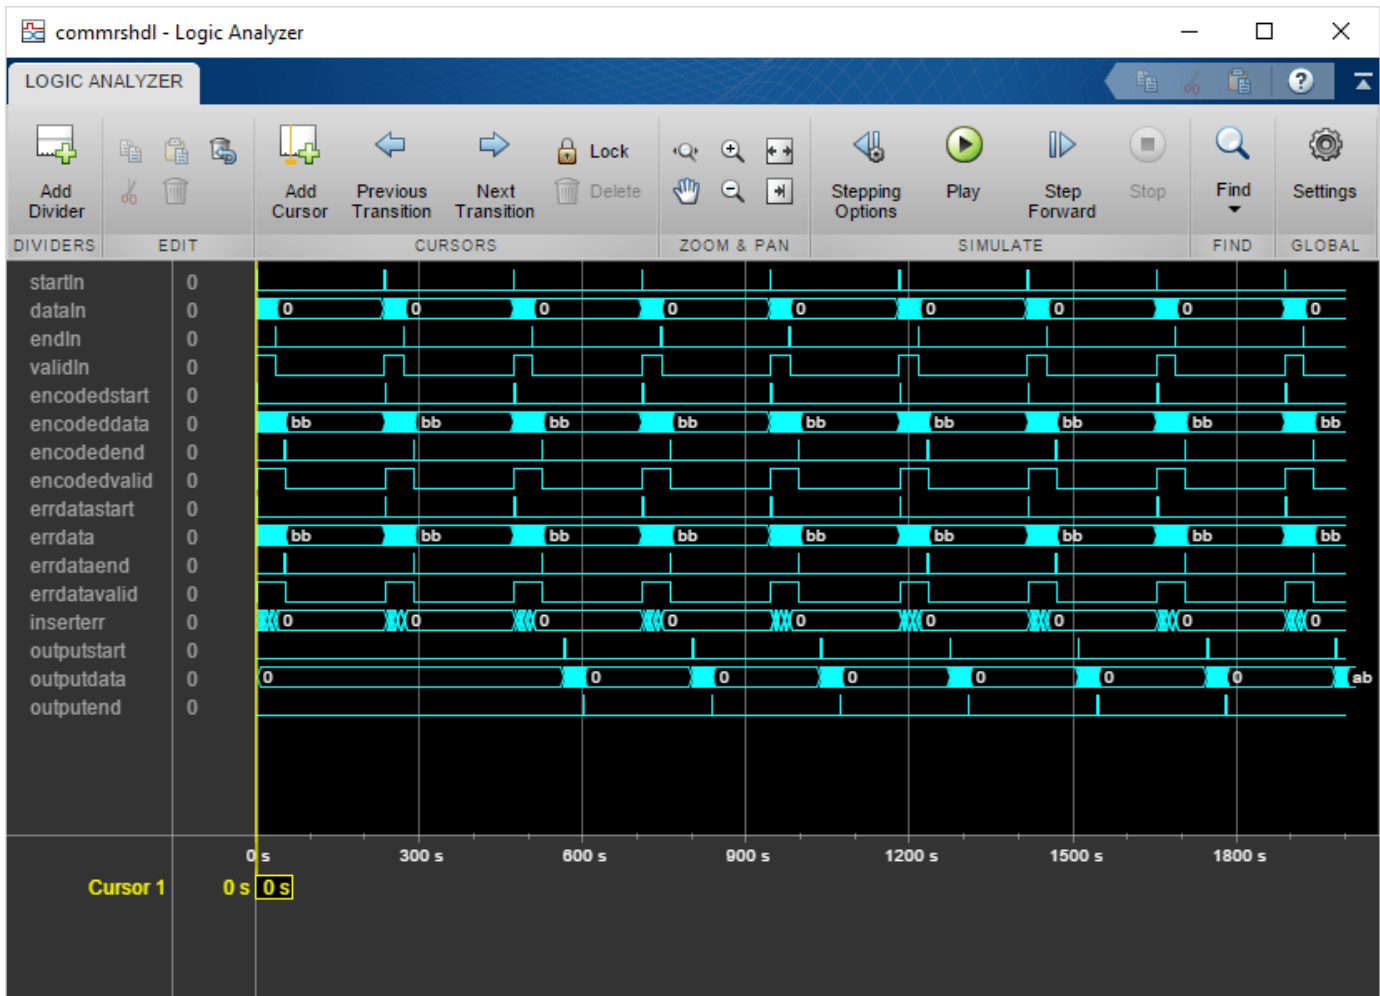 commrshdl - Logic Analyzer
LOGIC ANALYZER
Add Divider
Add Cursor
Previous Transition
Next Transition
Lock
Delete
Stepping Options
Play
Step Forward
Stop
Find
Settings
DIVIDERS EDIT CURSORS ZOOM & PAN SIMULATE FIND GLOBAL
startIn 0
dataIn 0 0 0 0 0 0 0 0 0 0
endIn 0
validIn 0
encodedstart 0
encodeddata 0 bb bb bb bb bb bb bb bb bb
encodedend 0
encodedvalid 0
errdatastart 0
errdata 0 bb bb bb bb bb bb bb bb bb
errdataend 0
errdatavalid 0
inserterr 0 0 0 0 0 0 0 0 0 0
outputstart 0
outputdata 0 0 0 0 0 0 0 0 ab
outputend 0
0 s 300 s 600 s 900 s 1200 s 1500 s 1800 s
Cursor 1 0 s 0 s